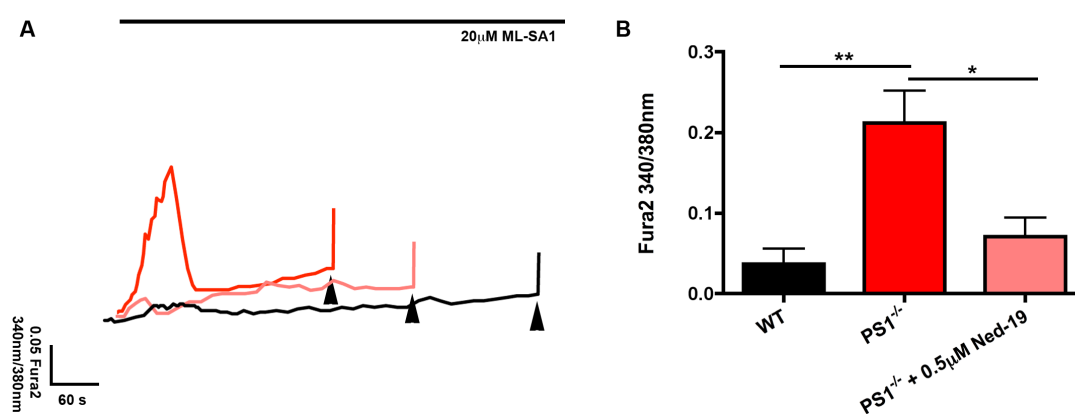 A
20μM ML-SA1
0.05 Fura2
340nm/380nm
60 s
B
Fura2 340/380nm
0.3
0.2
0.1
0.0
**
*
WT
PS1-/-
PS1-/- + 0.5μM Ned-19